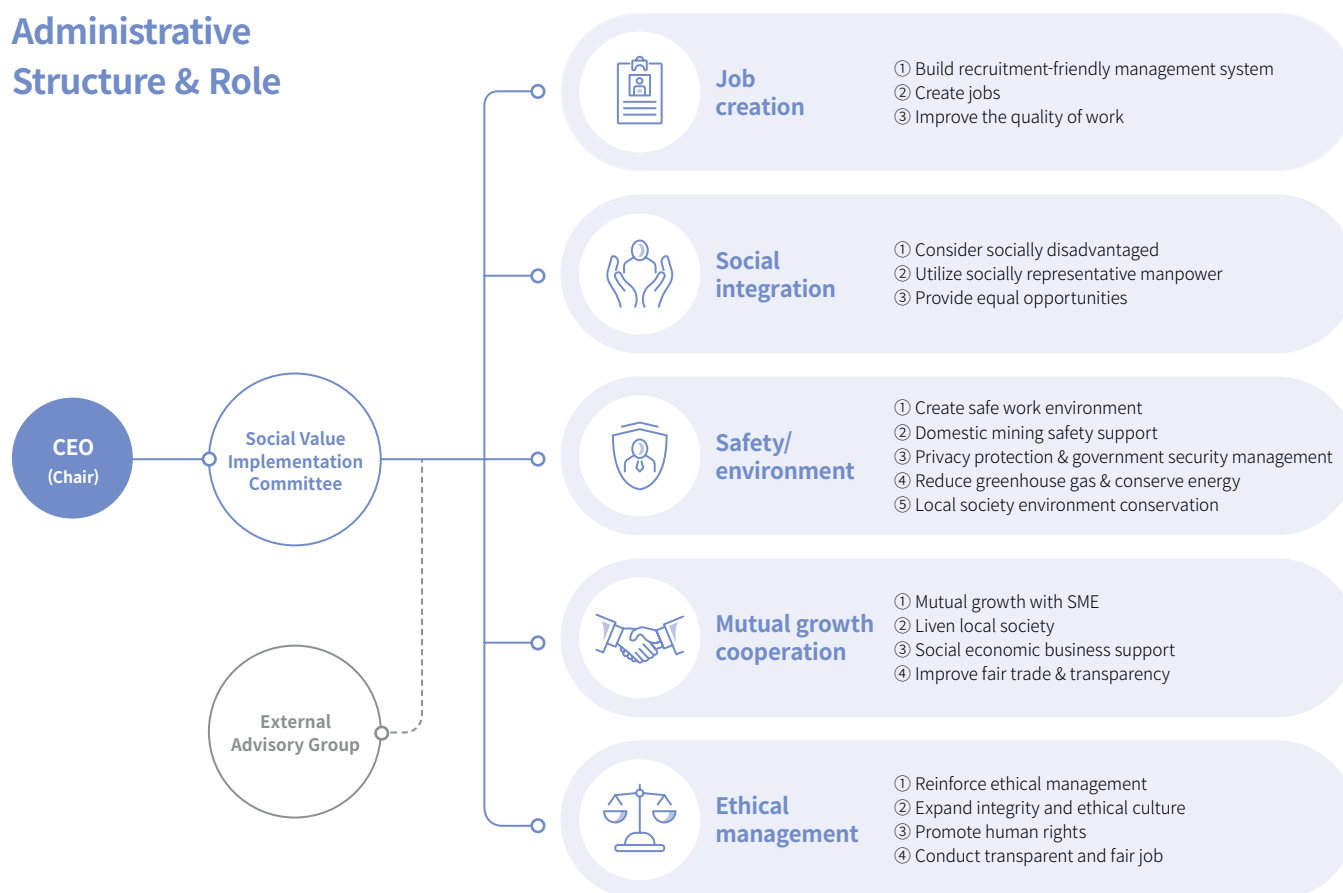 Administrative
Structure & Role
CEO
(Chair)
Social Value
Implementation
Committee
External
Advisory Group
Job
creation
① Build recruitment-friendly management system
② Create jobs
③ Improve the quality of work
Social
integration
① Consider socially disadvantaged
② Utilize socially representative manpower
③ Provide equal opportunities
Safety/
environment
① Create safe work environment
② Domestic mining safety support
③ Privacy protection & government security management
④ Reduce greenhouse gas & conserve energy
⑤ Local society environment conservation
Mutual growth
cooperation
① Mutual growth with SME
② Liven local society
③ Social economic business support
④ Improve fair trade & transparency
Ethical
management
① Reinforce ethical management
② Expand integrity and ethical culture
③ Promote human rights
④ Conduct transparent and fair job